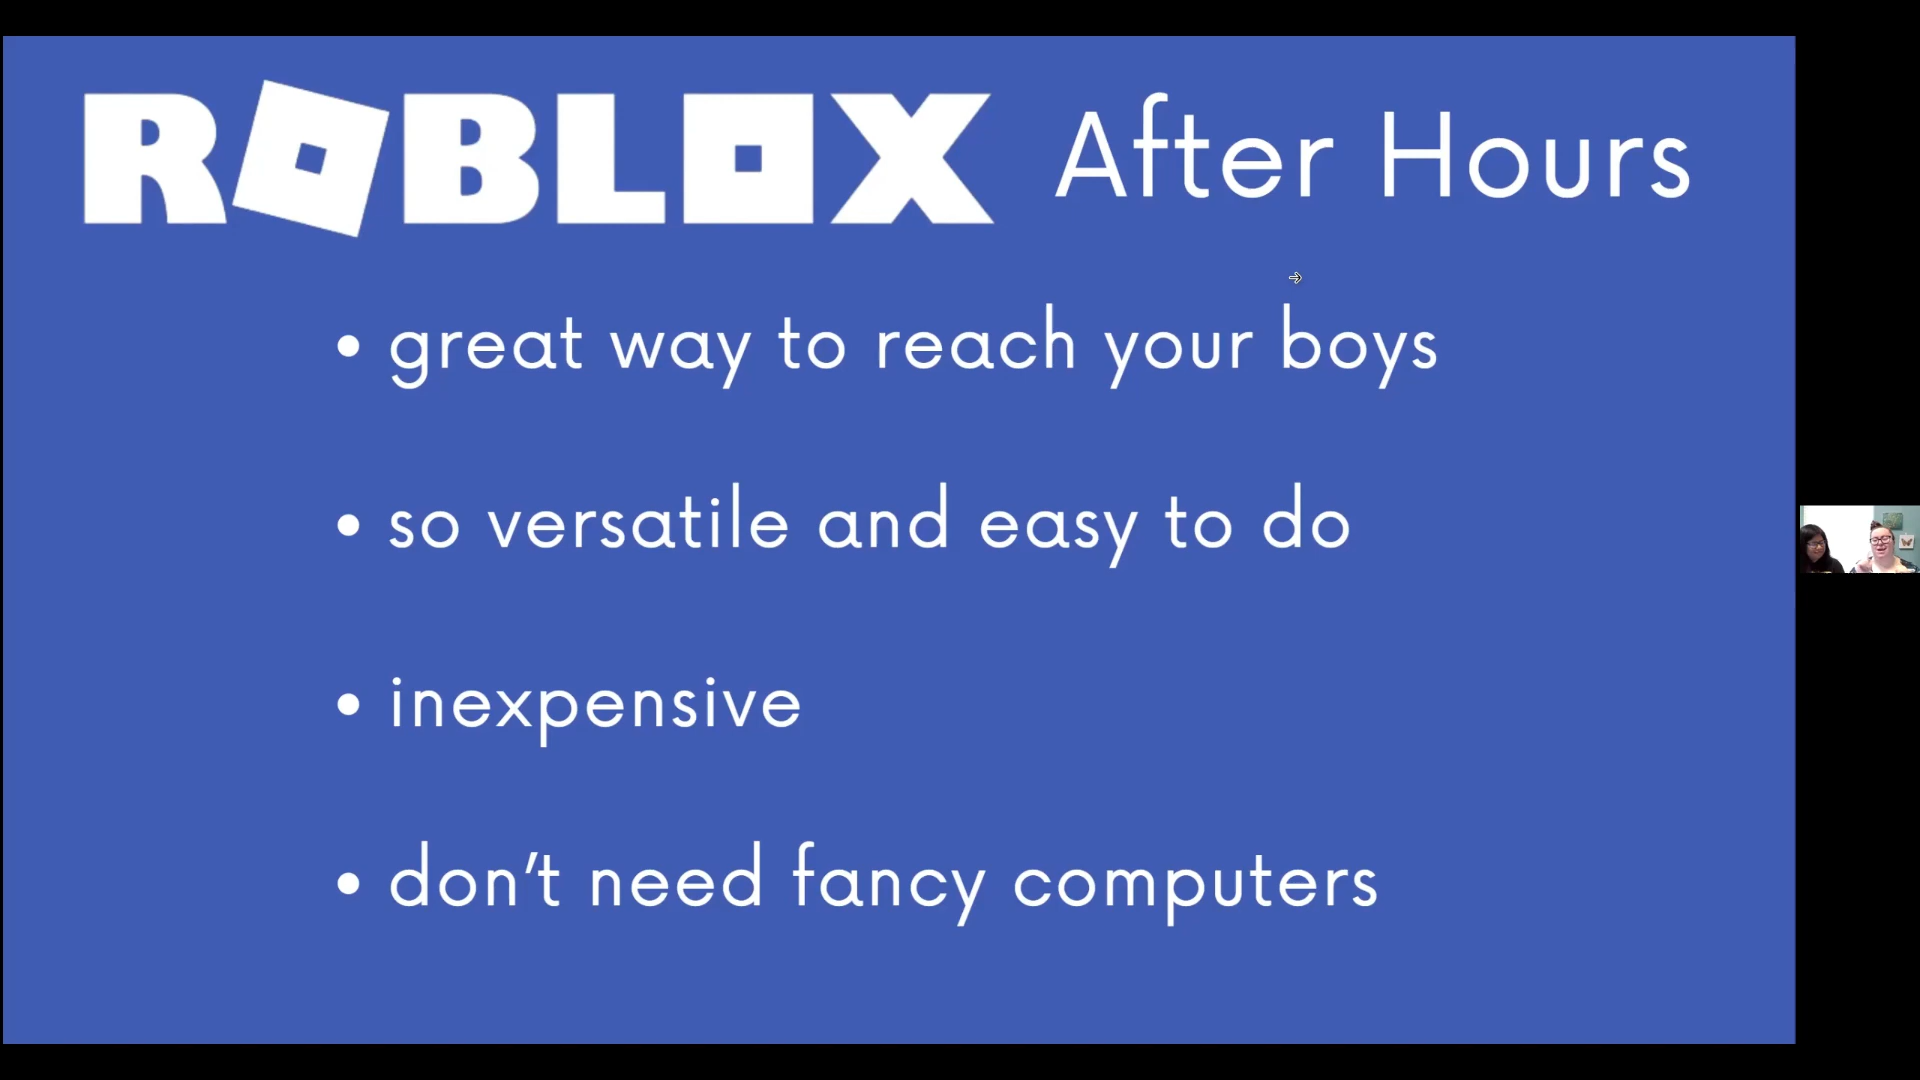 ROBLOX After Hours
• great way to reach your boys
• so versatile and easy to do
• inexpensive
• don’t need fancy computers